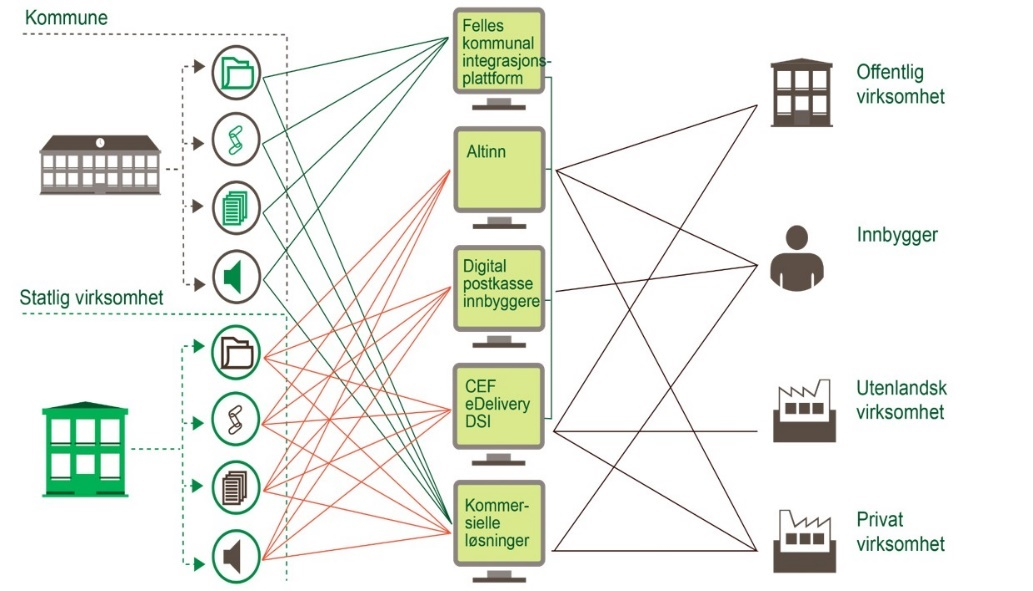 Kommune
Statlig virksomhet
Felles
kommunal
integrasjons-
plattform
Altinn
Digital
postkasse
innbyggere
CEF
eDelivery
DSI
Kommer-
sielle
løsninger
Offentlig
virksomhet
Innbygger
Utenlandsk
virksomhet
Privat
virksomhet